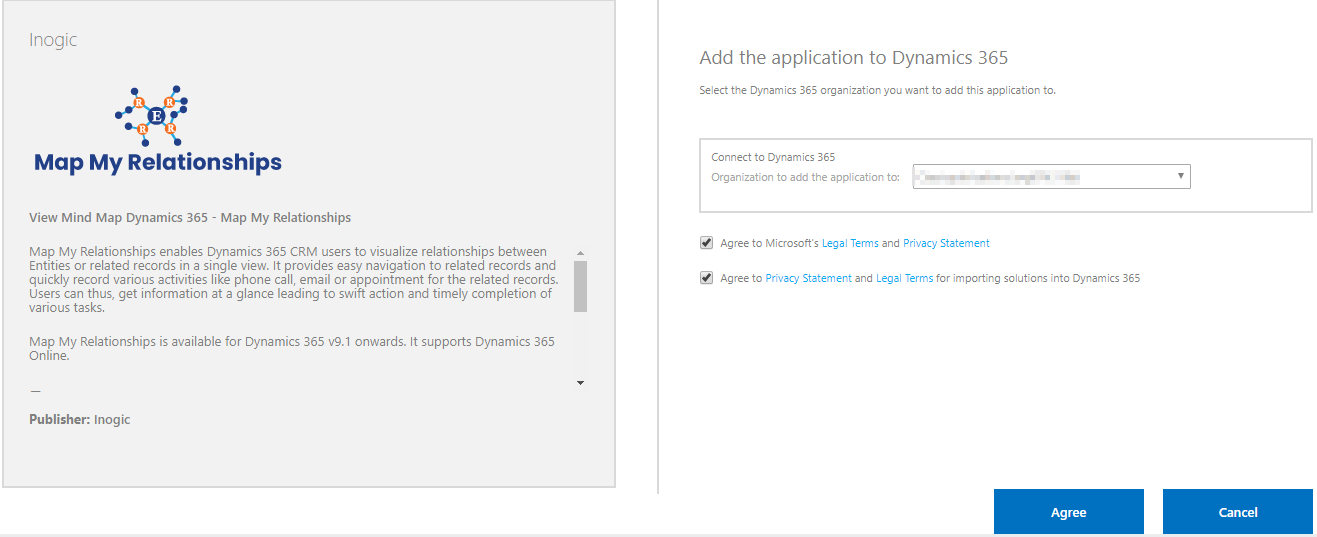 Inogic
R
R
E
R
R
Map My Relationships
View Mind Map Dynamics 365 - Map My Relationships
Map My Relationships enables Dynamics 365 CRM users to visualize relationships between
Entities or related records in a single view. It provides easy navigation to related records and
quickly record various activities like phone call, email or appointment for the related records.
Users can thus, get information at a glance leading to swift action and timely completion of
various tasks.
Map My Relationships is available for Dynamics 365 v9.1 onwards. It supports Dynamics 365
Online.
Publisher: Inogic
Add the application to Dynamics 365
Select the Dynamics 365 organization you want to add this application to.
Connect to Dynamics 365
Organization to add the application to:
Agree to Microsoft's Legal Terms and Privacy Statement
Agree to Privacy Statement and Legal Terms for importing solutions into Dynamics 365
Agree
Cancel